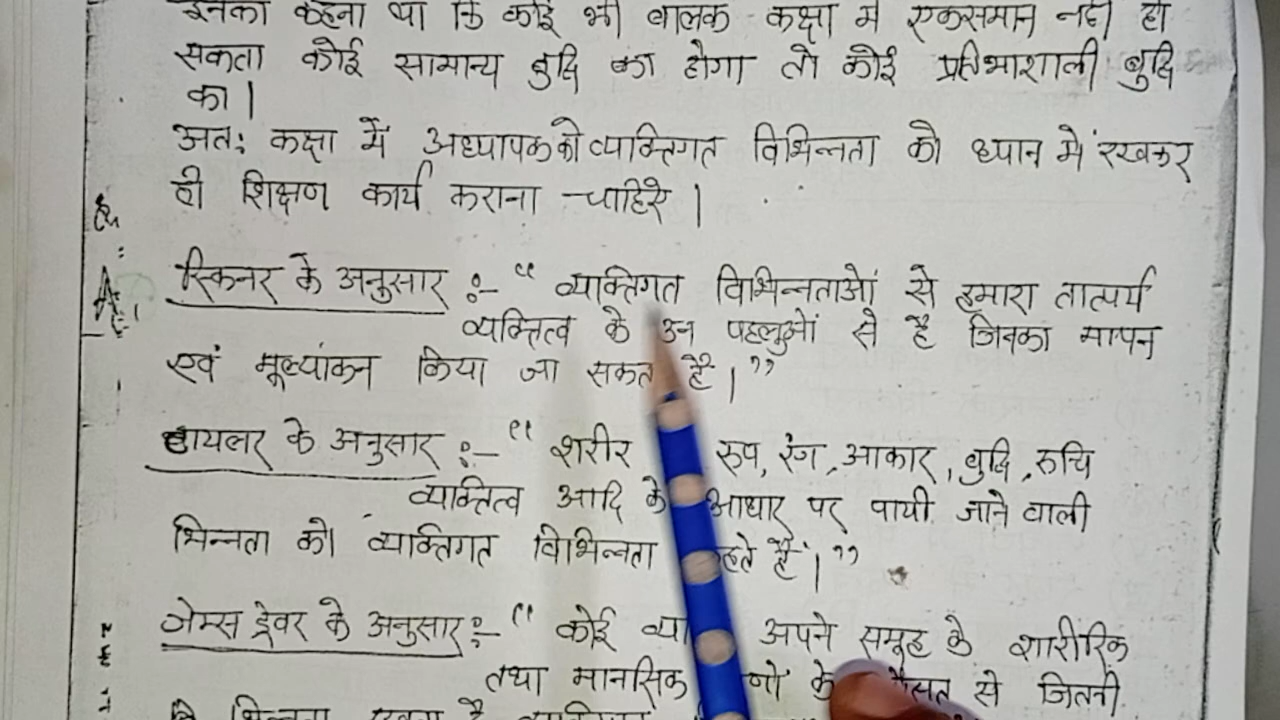 इनका कहना था कि कोई भी बालक कक्षा में एकसमान नही हो
सकता कोई सामान्य बुद्दि का होगा तो कोई प्रतिभाशाली बुद्दि
का।
अतः कक्षा में अध्यापक को व्यक्तिगत विभिन्नता को ध्यान में रखकर
ही शिक्षण कार्य कराना चाहिरे।
स्किनर के अनुसार :- “ व्यक्तिगत विभिन्नताओं से हमारा तात्पर्य
व्यक्तित्व के उन पहलुओं से है जिनका मापन
एवं मूल्यांकन किया जा सकत है। ”
टायलर के अनुसार :- “ शरीर रूप, रंग, आकार, बुद्दि, रुचि
व्यक्तित्व आदि के आधार पर पायी जाने वाली
भिन्नता को व्यक्तिगत विभिन्नता हते है। ”
जेम्स ड्रेवर के अनुसार :- “ कोई अपने समूह के शारीरिक
तथा मानसिक के से जितनी